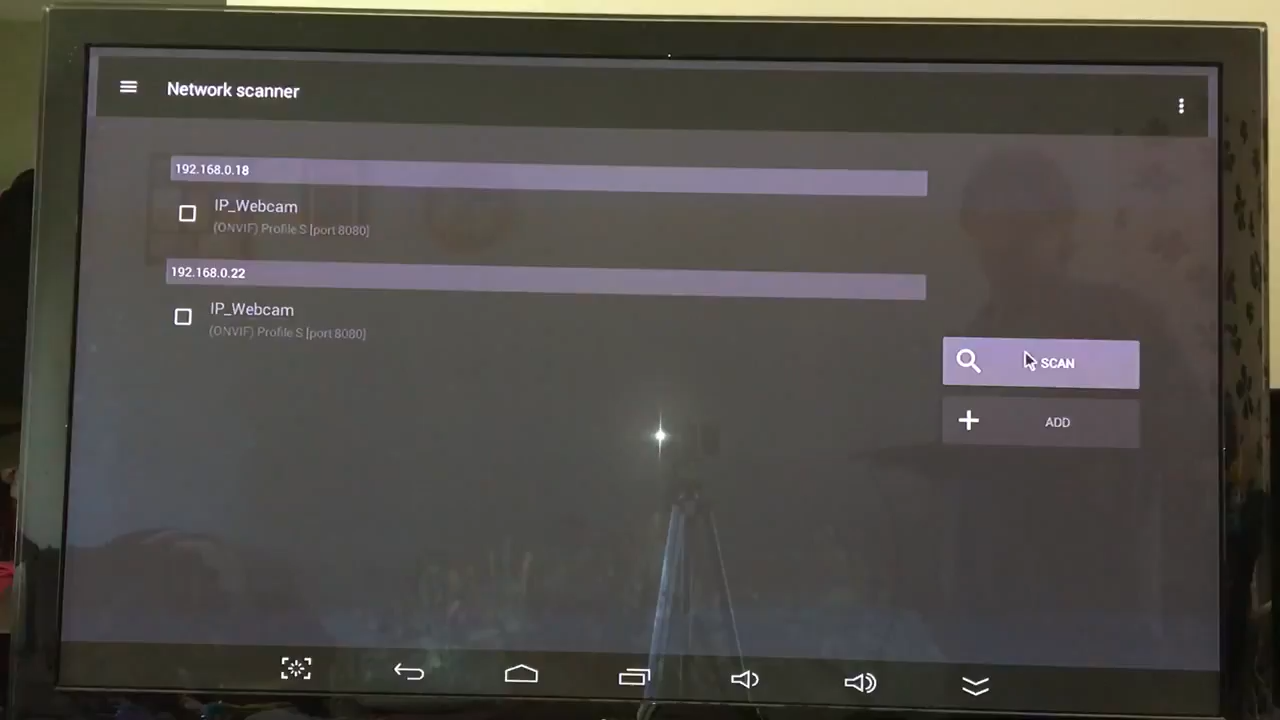 Network scanner
192.168.0.18
IP_Webcam
(ONVIF) Profile S [port 8080]
192.168.0.22
IP_Webcam
(ONVIF) Profile S [port 8080]
SCAN
ADD